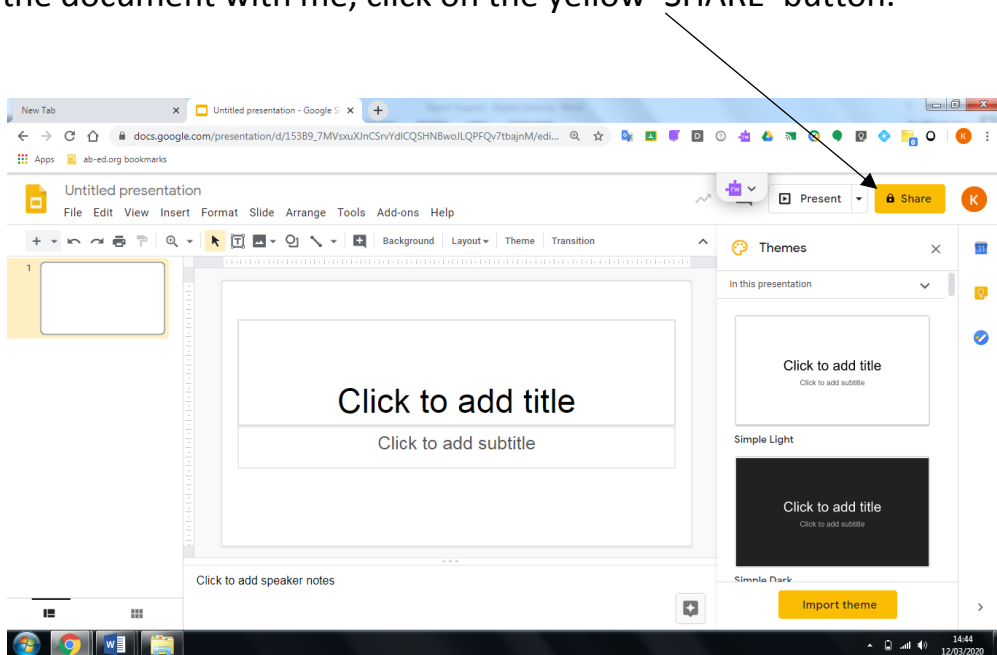 the document with me, click on the yellow 'SHARE' button.
New Tab
Untitled presentation - Google S
docs.google.com/presentation/d/153B9_7MVsxuXJnCSrvYdICQSHNBwoJLQPFQv7tbajnM/edi...
Apps
ab-ed.org bookmarks
Untitled presentation
File Edit View Insert Format Slide Arrange Tools Add-ons Help
Present
Share
K
Background Layout Theme Transition
Themes
In this presentation
1
Click to add title
Click to add subtitle
Click to add title
Click to add subtitle
Simple Light
Click to add title
Click to add subtitle
Simple Dark
Click to add speaker notes
Import theme
14:44
12/03/2020